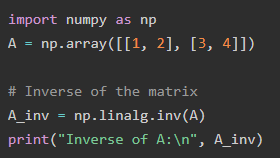 import numpy as np
A = np.array([[1, 2], [3, 4]])
# Inverse of the matrix
A_inv = np.linalg.inv(A)
print("Inverse of A:\n", A_inv)